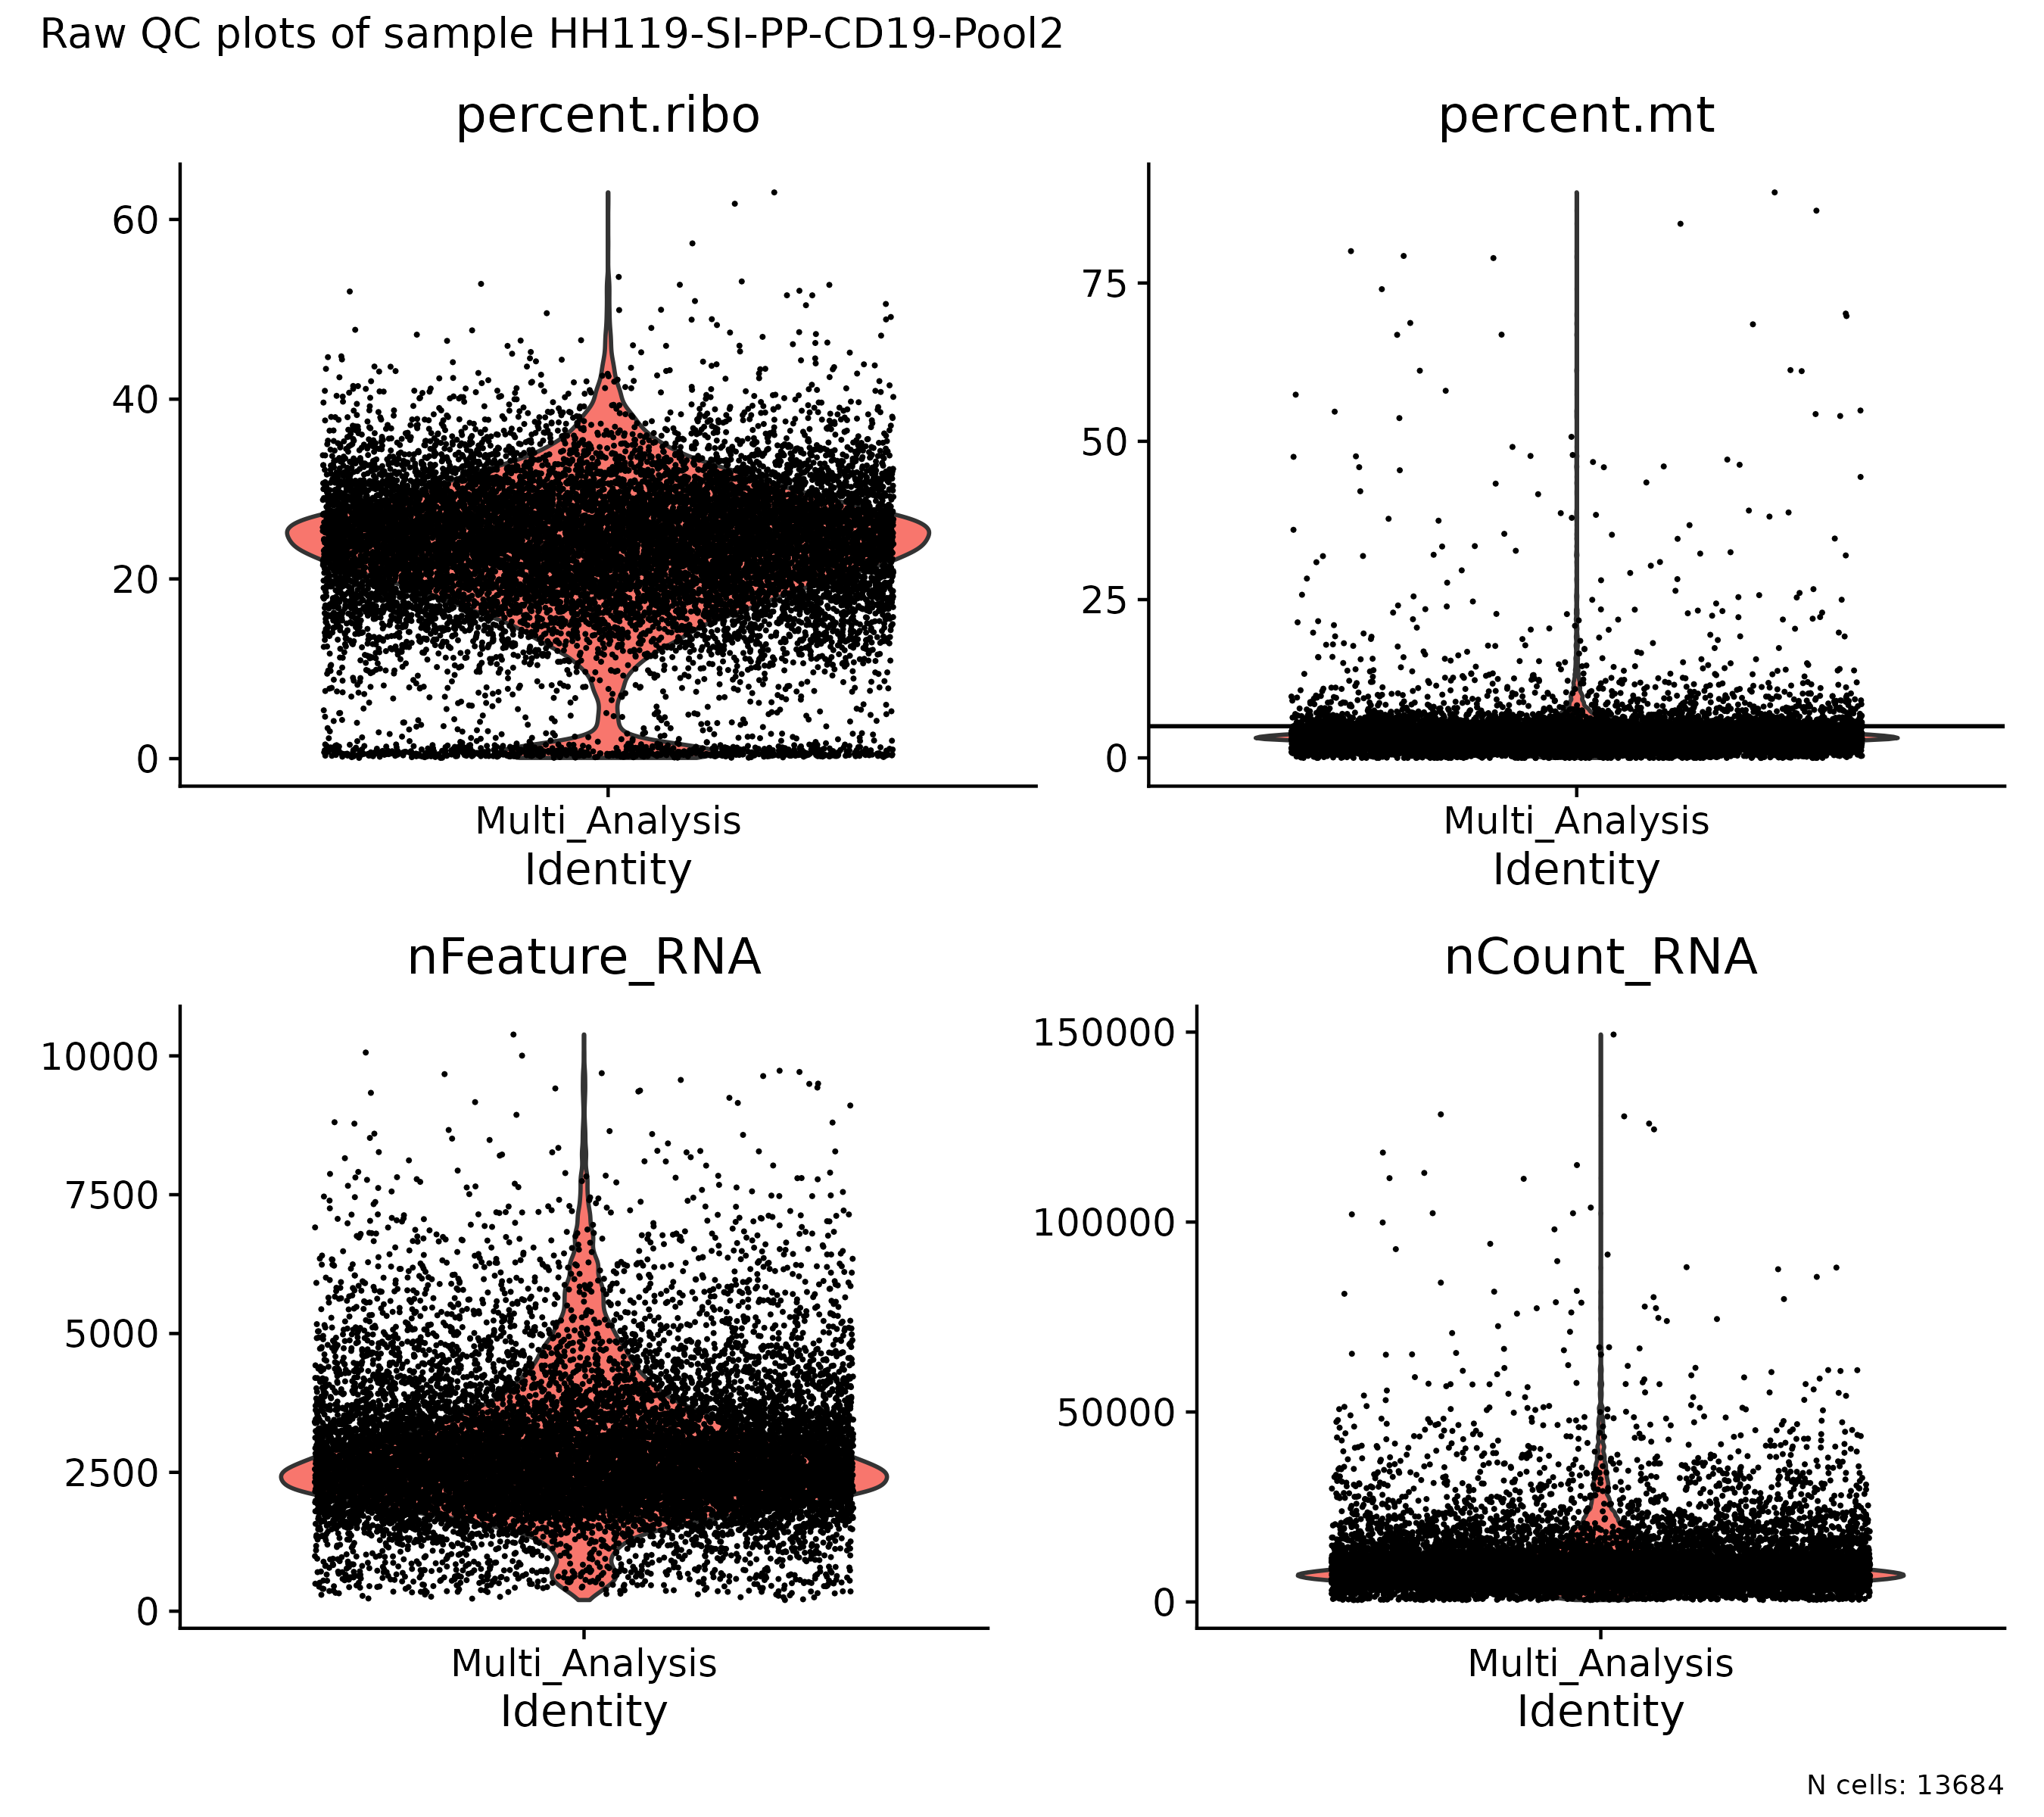 Raw QC plots of sample HH119-SI-PP-CD19-Pool2
percent.ribo
60
40
20
0
Multi_Analysis
Identity
percent.mt
75
50
25
0
Multi_Analysis
Identity
nFeature_RNA
10000
7500
5000
2500
0
Multi_Analysis
Identity
nCount_RNA
150000
100000
50000
0
Multi_Analysis
Identity
N cells: 13684